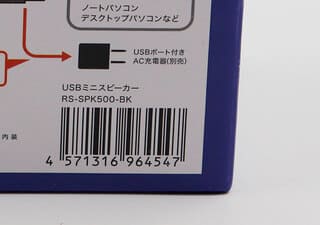 ノートパソコン
デスクトップパソコンなど
USBポート付き
AC充電器(別売)
USBミニスピーカー
RS-SPK500-BK
内装
4 571316 964547